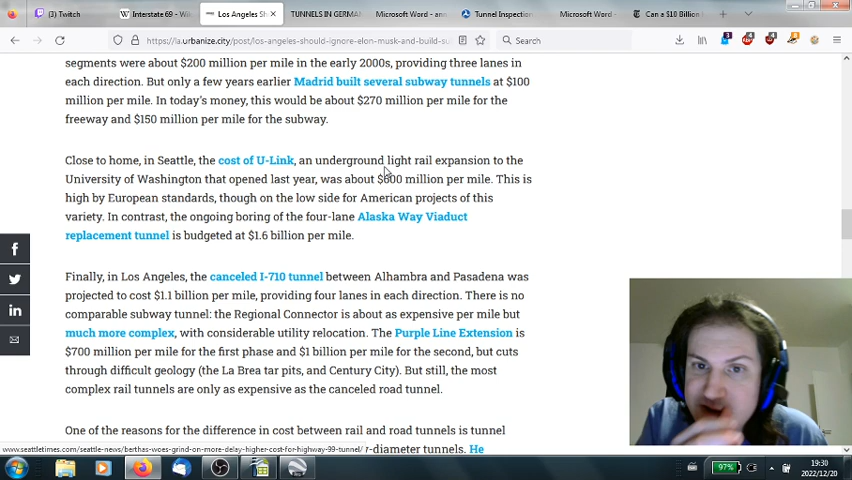 (3) Twitch
Interstate 69 - Wiki
Los Angeles Sh
TUNNELS IN GERMAN
Microsoft Word - ann
Tunnel Inspection
Microsoft Word -
Can a $10 Billion
https://la.urbanize.city/post/los-angeles-should-ignore-elon-musk-and-build-su
Search
segments were about $200 million per mile in the early 2000s, providing three lanes in
each direction. But only a few years earlier Madrid built several subway tunnels at $100
million per mile. In today's money, this would be about $270 million per mile for the
freeway and $150 million per mile for the subway.
Close to home, in Seattle, the cost of U-Link, an underground light rail expansion to the
University of Washington that opened last year, was about $600 million per mile. This is
high by European standards, though on the low side for American projects of this
variety. In contrast, the ongoing boring of the four-lane Alaska Way Viaduct
replacement tunnel is budgeted at $1.6 billion per mile.
Finally, in Los Angeles, the canceled I-710 tunnel between Alhambra and Pasadena was
projected to cost $1.1 billion per mile, providing four lanes in each direction. There is no
comparable subway tunnel: the Regional Connector is about as expensive per mile but
much more complex, with considerable utility relocation. The Purple Line Extension is
$700 million per mile for the first phase and $1 billion per mile for the second, but cuts
through difficult geology (the La Brea tar pits, and Century City). But still, the most
complex rail tunnels are only as expensive as the canceled road tunnel.
One of the reasons for the difference in cost between rail and road tunnels is tunnel
www.seattletimes.com/seattle-news/berthas-woes-grind-on-more-delay-higher-cost-for-highway-99-tunnel/ r-diameter tunnels. He
97%
19:30
2022/12/20